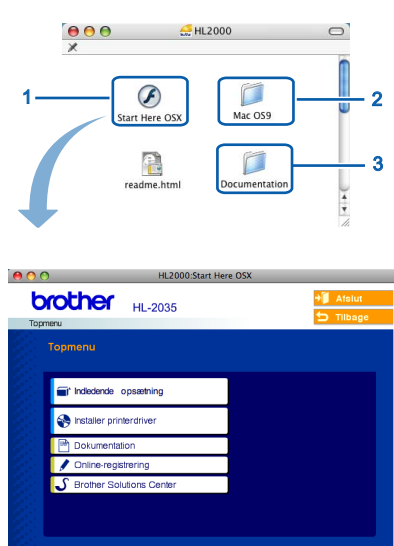 HL2000
1
Start Here OSX
Mac OS9
2
readme.html
Documentation
3
HL2000:Start Here OSX
brother HL-2035
Afslut
Tilbage
Topmenu
Topmenu
Indledende opsætning
Installer printerdriver
Dokumentation
Online-registrering
Brother Solutions Center